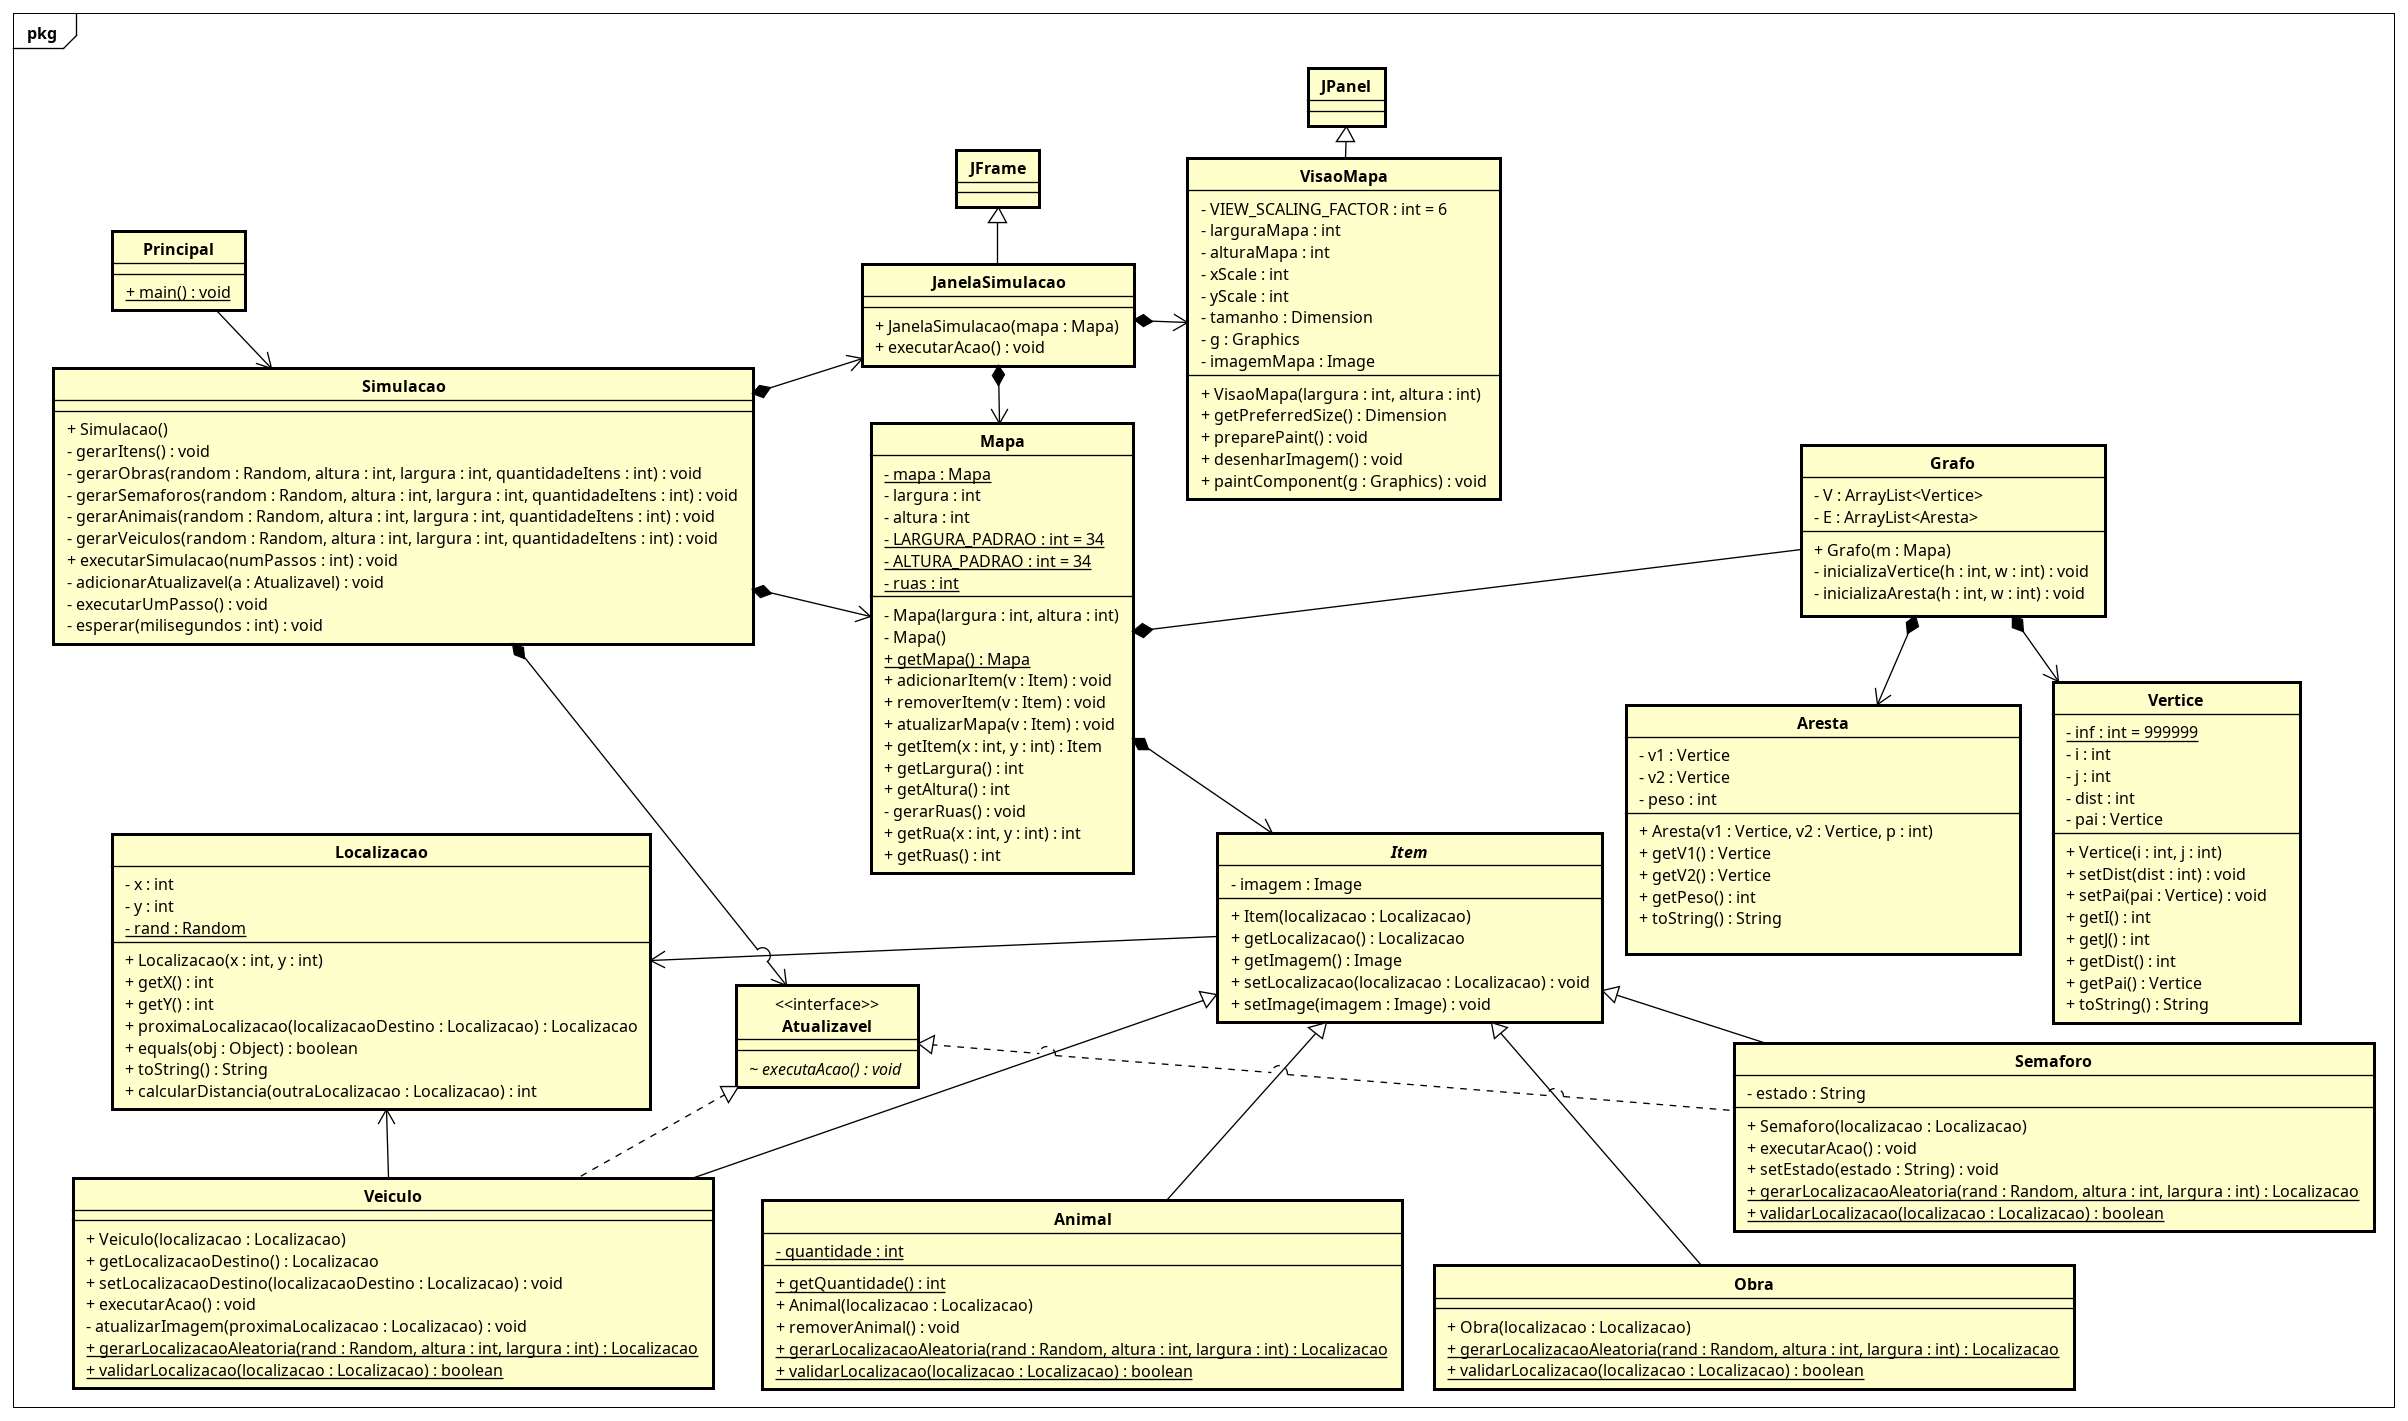 pkg
JPanel
JFrame
VisaoMapa
- VIEW_SCALING_FACTOR : int = 6
- larguraMapa : int
- alturaMapa : int
- xScale : int
- yScale : int
- tamanho : Dimension
- g : Graphics
- imagemMapa : Image
+ VisaoMapa(largura : int, altura : int)
+ getPreferredSize() : Dimension
+ preparePaint() : void
+ desenharImagem() : void
+ paintComponent(g : Graphics) : void
Principal
+ main() : void
JanelaSimulacao
+ JanelaSimulacao(mapa : Mapa)
+ executarAcao() : void
Simulacao
+ Simulacao()
- gerarItens() : void
- gerarObras(random : Random, altura : int, largura : int, quantidadeItens : int) : void
- gerarSemaforos(random : Random, altura : int, largura : int, quantidadeItens : int) : void
- gerarAnimais(random : Random, altura : int, largura : int, quantidadeItens : int) : void
- gerarVeiculos(random : Random, altura : int, largura : int, quantidadeItens : int) : void
+ executarSimulacao(numPassos : int) : void
- adicionarAtualizavel(a : Atualizavel) : void
- executarUmPasso() : void
- esperar(milisegundos : int) : void
Mapa
- mapa : Mapa
- largura : int
- altura : int
- LARGURA_PADRAO : int = 34
- ALTURA_PADRAO : int = 34
- ruas : int
- Mapa(largura : int, altura : int)
- Mapa()
+ getMapa() : Mapa
+ adicionarItem(v : Item) : void
+ removerItem(v : Item) : void
+ atualizarMapa(v : Item) : void
+ getItem(x : int, y : int) : Item
+ getLargura() : int
+ getAltura() : int
- gerarRuas() : void
+ getRua(x : int, y : int) : int
+ getRuas() : int
Grafo
- V : ArrayList<Vertice>
- E : ArrayList<Aresta>
+ Grafo(m : Mapa)
- inicializaVertice(h : int, w : int) : void
- inicializaAresta(h : int, w : int) : void
Aresta
- v1 : Vertice
- v2 : Vertice
- peso : int
+ Aresta(v1 : Vertice, v2 : Vertice, p : int)
+ getV1() : Vertice
+ getV2() : Vertice
+ getPeso() : int
+ toString() : String
Vertice
- inf : int = 999999
- i : int
- j : int
- dist : int
- pai : Vertice
+ Vertice(i : int, j : int)
+ setDist(dist : int) : void
+ setPai(pai : Vertice) : void
+ getI() : int
+ getJ() : int
+ getDist() : int
+ getPai() : Vertice
+ toString() : String
Localizacao
- x : int
- y : int
- rand : Random
+ Localizacao(x : int, y : int)
+ getX() : int
+ getY() : int
+ proximaLocalizacao(localizacaoDestino : Localizacao) : Localizacao
+ equals(obj : Object) : boolean
+ toString() : String
+ calcularDistancia(outraLocalizacao : Localizacao) : int
<<interface>>
Atualizavel
~ executaAcao() : void
Item
- imagem : Image
+ Item(localizacao : Localizacao)
+ getLocalizacao() : Localizacao
+ getImagem() : Image
+ setLocalizacao(localizacao : Localizacao) : void
+ setImage(imagem : Image) : void
Semaforo
- estado : String
+ Semaforo(localizacao : Localizacao)
+ executarAcao() : void
+ setEstado(estado : String) : void
+ gerarLocalizacaoAleatoria(rand : Random, altura : int, largura : int) : Localizacao
+ validarLocalizacao(localizacao : Localizacao) : boolean
Veiculo
+ Veiculo(localizacao : Localizacao)
+ getLocalizacaoDestino() : Localizacao
+ setLocalizacaoDestino(localizacaoDestino : Localizacao) : void
+ executarAcao() : void
- atualizarImagem(proximaLocalizacao : Localizacao) : void
+ gerarLocalizacaoAleatoria(rand : Random, altura : int, largura : int) : Localizacao
+ validarLocalizacao(localizacao : Localizacao) : boolean
Animal
- quantidade : int
+ getQuantidade() : int
+ Animal(localizacao : Localizacao)
+ removerAnimal() : void
+ gerarLocalizacaoAleatoria(rand : Random, altura : int, largura : int) : Localizacao
+ validarLocalizacao(localizacao : Localizacao) : boolean
Obra
+ Obra(localizacao : Localizacao)
+ gerarLocalizacaoAleatoria(rand : Random, altura : int, largura : int) : Localizacao
+ validarLocalizacao(localizacao : Localizacao) : boolean